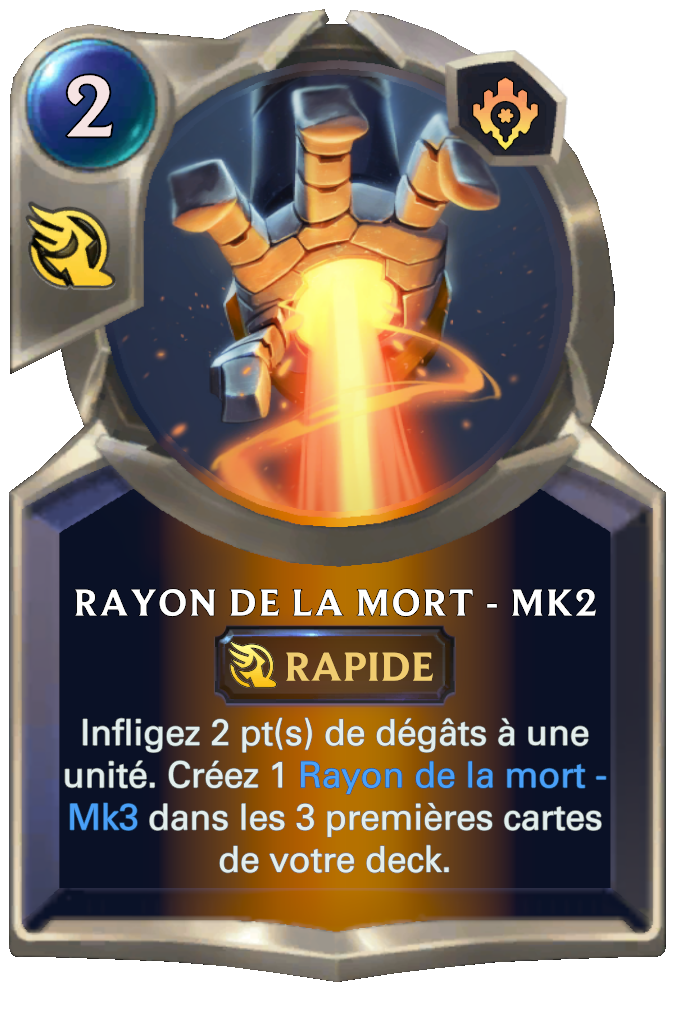 2
RAYON DE LA MORT - MK2
RAPIDE
Infligez 2 pt(s) de dégâts à une
unité. Créez 1 Rayon de la mort -
Mk3 dans les 3 premières cartes
de votre deck.